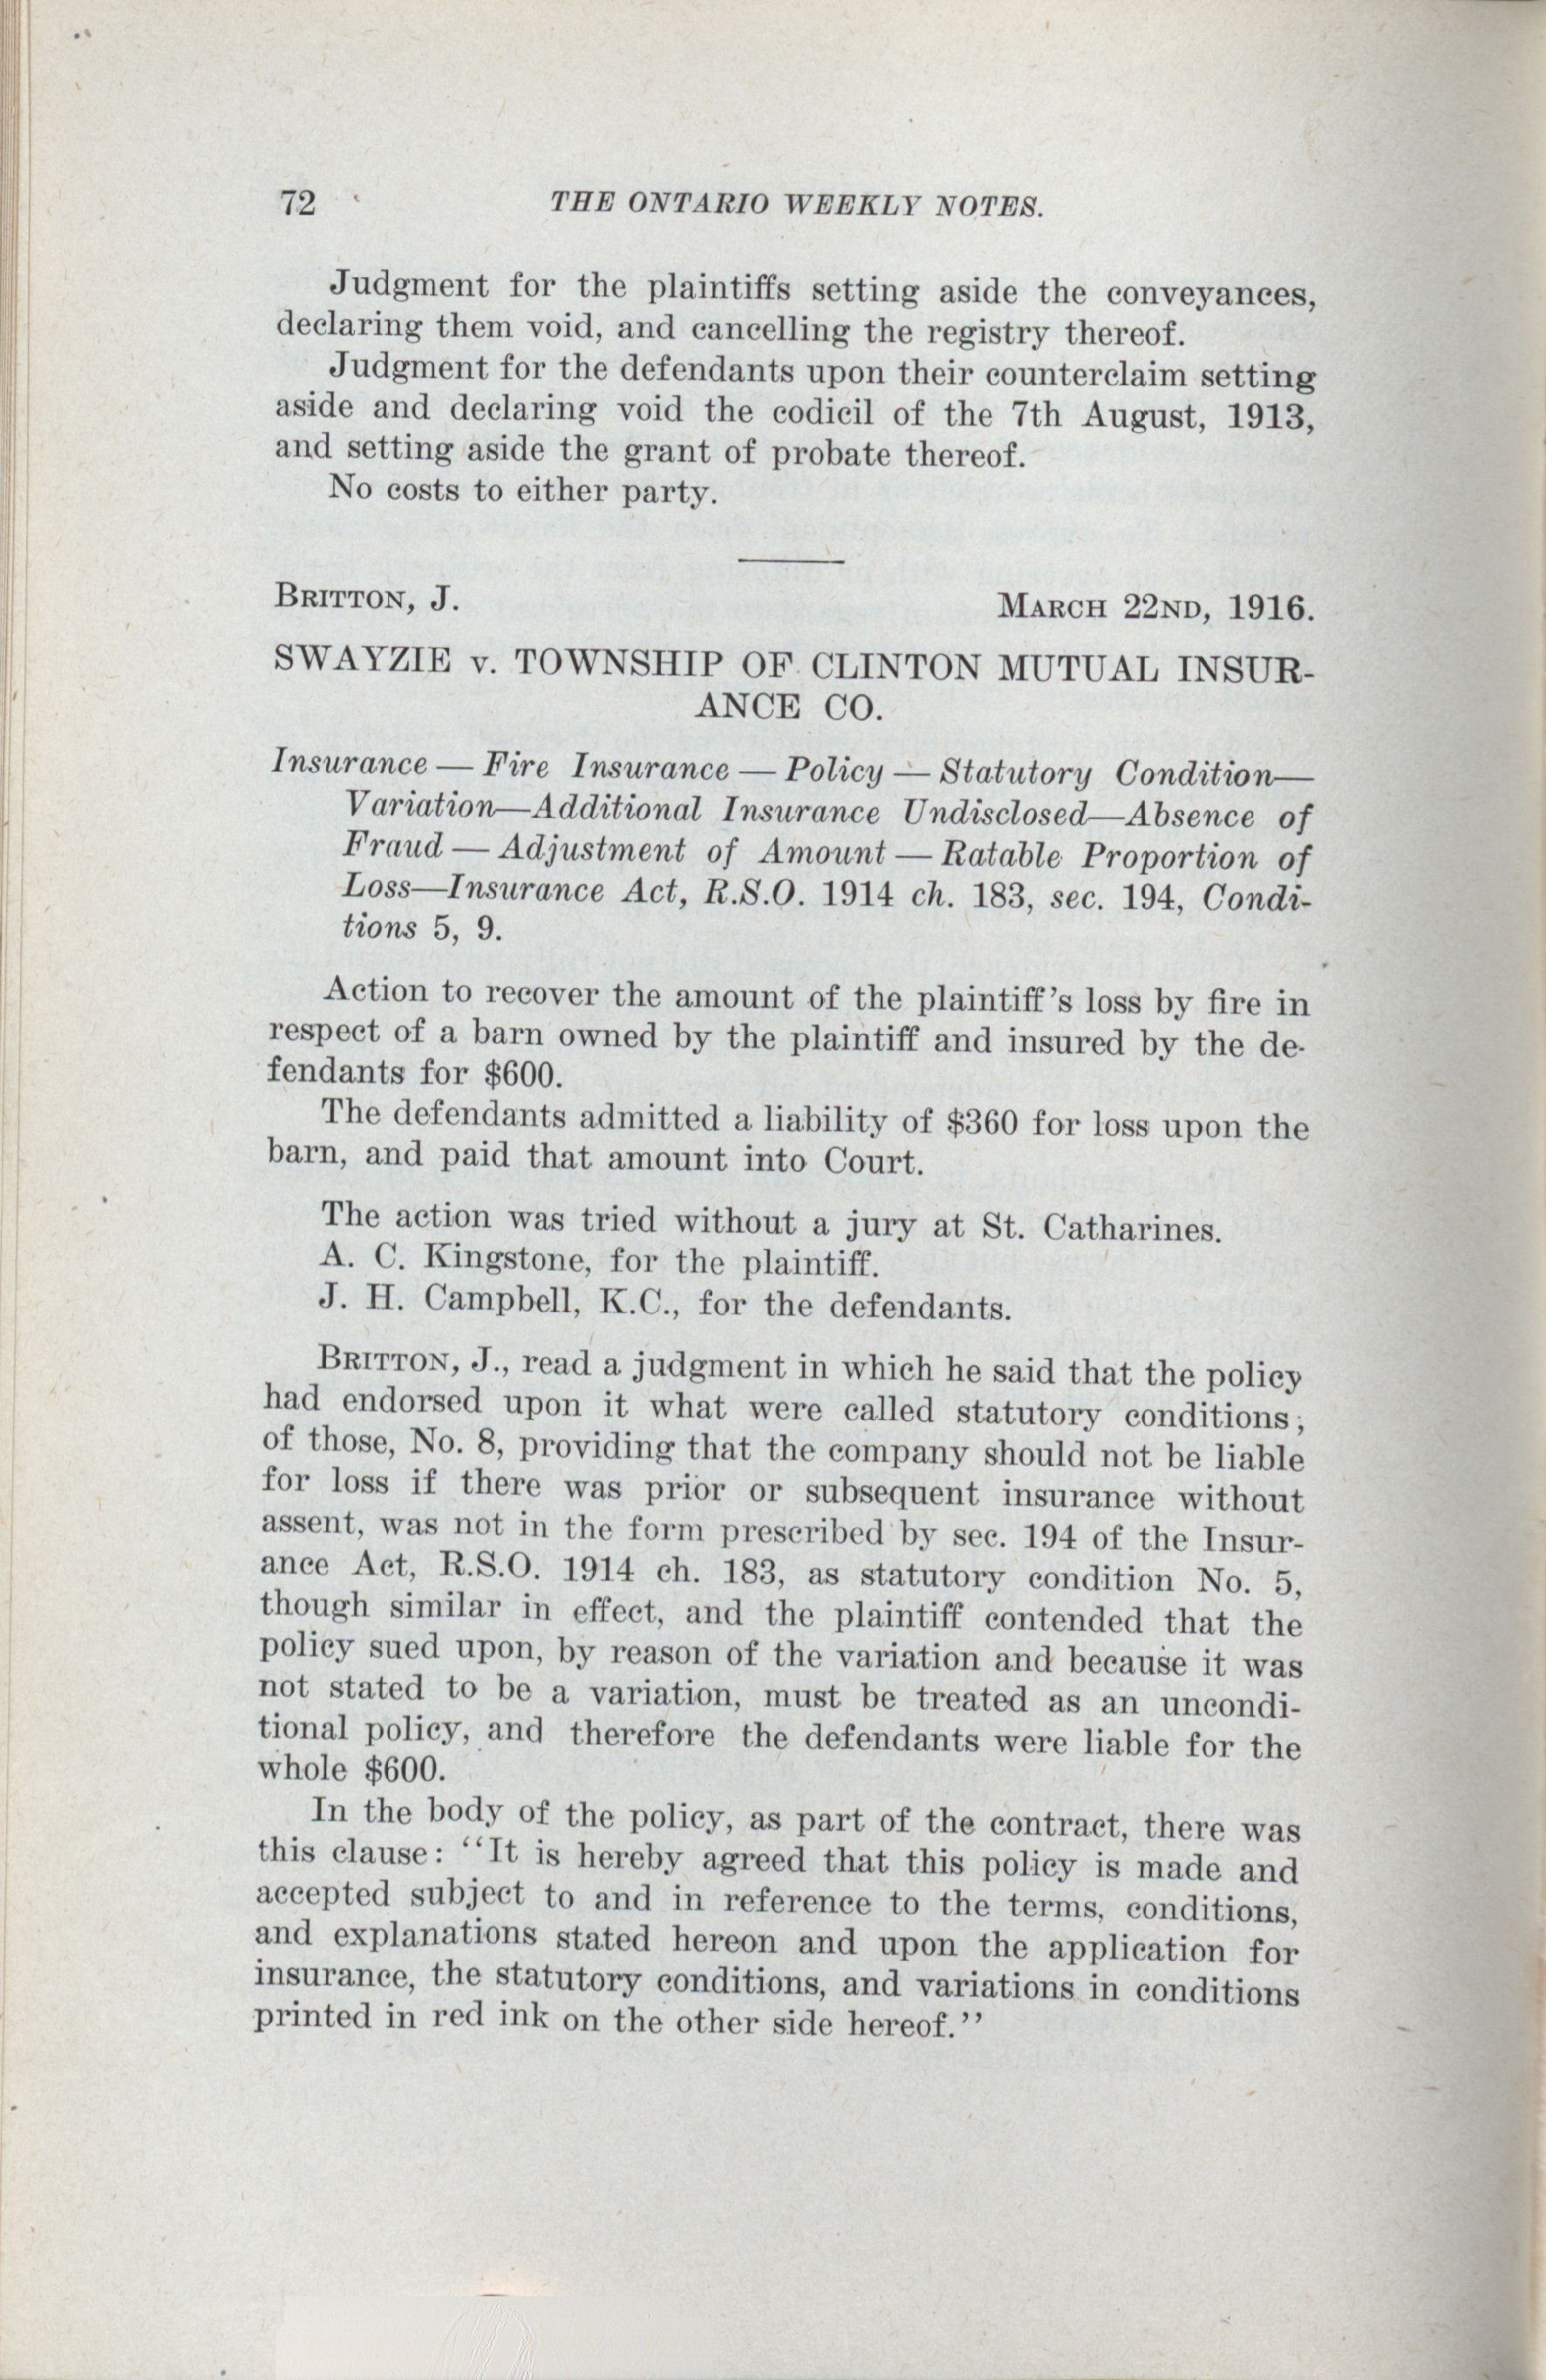 72 THE ONTARIO WEEKLY NOTES.
Judgment for the plaintiffs setting aside the conveyances,
declaring them void, and cancelling the registry thereof.
Judgment for the defendants upon their counterclaim setting
aside and declaring void the codicil of the 7th August, 1913,
and setting aside the grant of probate thereof.
No costs to either party.
BRITTON, J. MARCH 22ND, 1916.
SWAYZIE v. TOWNSHIP OF CLINTON MUTUAL INSUR-
ANCE CO.
Insurance — Fire Insurance — Policy — Statutory Condition—
Variation—Additional Insurance Undisclosed—Absence of
Fraud — Adjustment of Amount — Ratable Proportion of
Loss—Insurance Act, R.S.O. 1914 ch. 183, sec. 194, Condi-
tions 5, 9.
Action to recover the amount of the plaintiff's loss by fire in
respect of a barn owned by the plaintiff and insured by the de-
fendants for $600.
The defendants admitted a liability of $360 for loss upon the
barn, and paid that amount into Court.
The action was tried without a jury at St. Catharines.
A. C. Kingstone, for the plaintiff.
J. H. Campbell, K.C., for the defendants.
BRITTON, J., read a judgment in which he said that the policy
had endorsed upon it what were called statutory conditions;
of those, No. 8, providing that the company should not be liable
for loss if there was prior or subsequent insurance without
assent, was not in the form prescribed by sec. 194 of the Insur-
ance Act, R.S.O. 1914 ch. 183, as statutory condition No. 5,
though similar in effect, and the plaintiff contended that the
policy sued upon, by reason of the variation and because it was
not stated to be a variation, must be treated as an uncondi-
tional policy, and therefore the defendants were liable for the
whole $600.
In the body of the policy, as part of the contract, there was
this clause: "It is hereby agreed that this policy is made and
accepted subject to and in reference to the terms, conditions,
and explanations stated hereon and upon the application for
insurance, the statutory conditions, and variations in conditions
printed in red ink on the other side hereof."